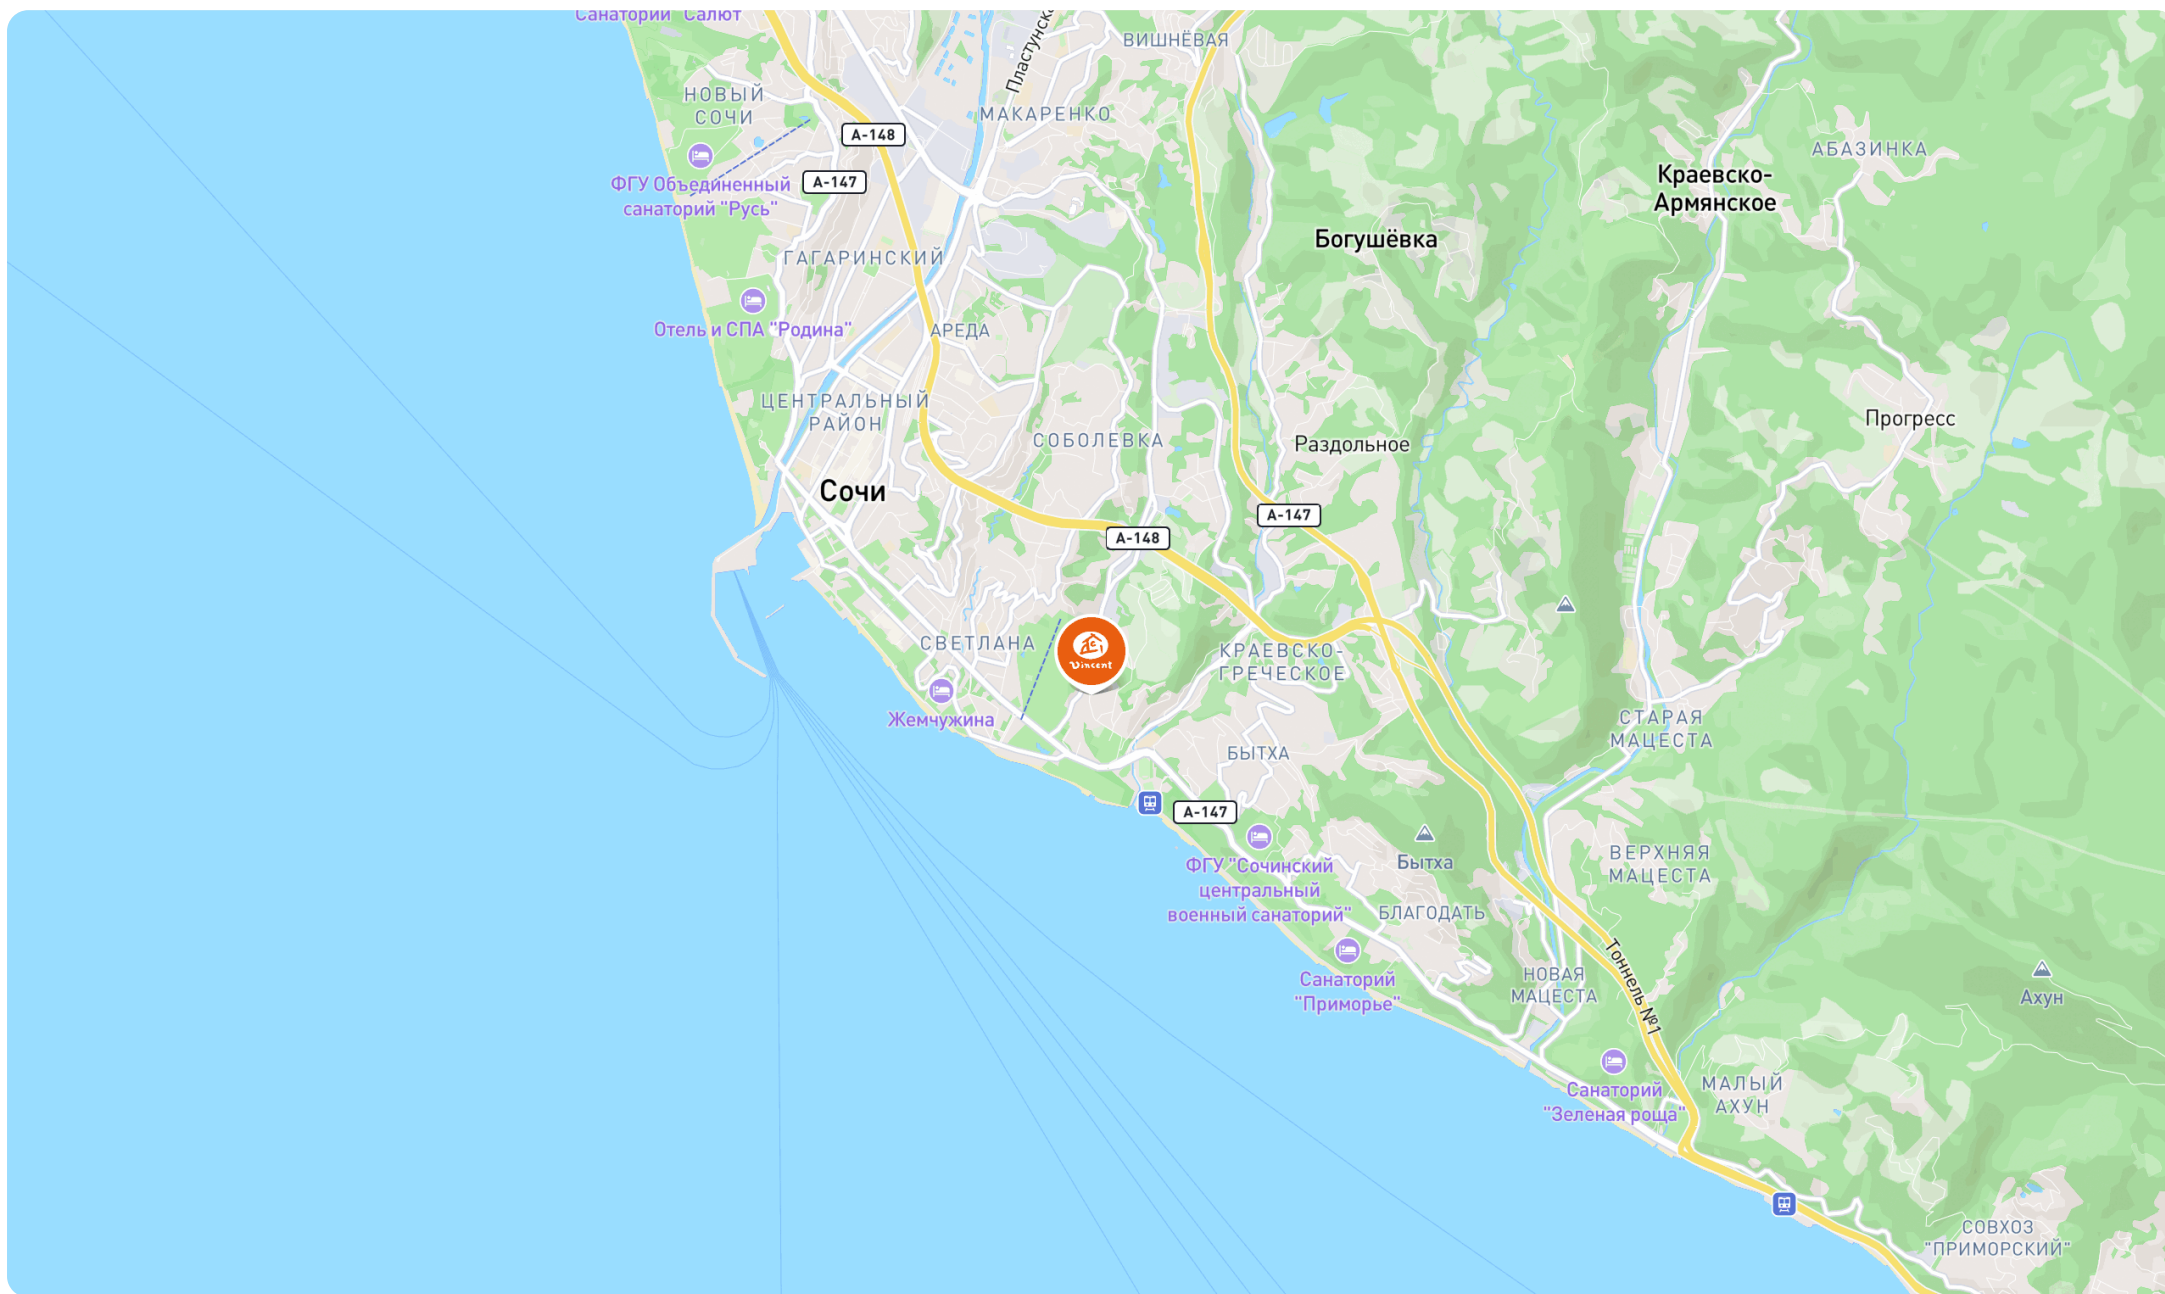 Санаторий "Салют"
Пластунска
ВИШНЁВАЯ
НОВЫЙ
СОЧИ
МАКАРЕНКО
А-148
АБАЗИНКА
ФГУ Объединенный
санаторий "Русь"
А-147
Краевско-
Армянское
Богушёвка
ГАГАРИНСКИЙ
Отель и СПА "Родина"
АРЕДА
ЦЕНТРАЛЬНЫЙ
РАЙОН
СОБОЛЕВКА
Раздольное
Прогресс
Сочи
А-147
А-148
СВЕТЛАНА
Vincent
КРАЕВСКО-
ГРЕЧЕСКОЕ
Жемчужина
СТАРАЯ
МАЦЕСТА
БЫТХА
А-147
ФГУ "Сочинский
центральный
военный санаторий"
Бытха
ВЕРХНЯЯ
МАЦЕСТА
БЛАГОДАТЬ
Санаторий
"Приморье"
НОВАЯ
МАЦЕСТА
Тоннель №1
Ахун
Санаторий
"Зеленая роща"
МАЛЫЙ
АХУН
СОВХОЗ
"ПРИМОРСКИЙ"